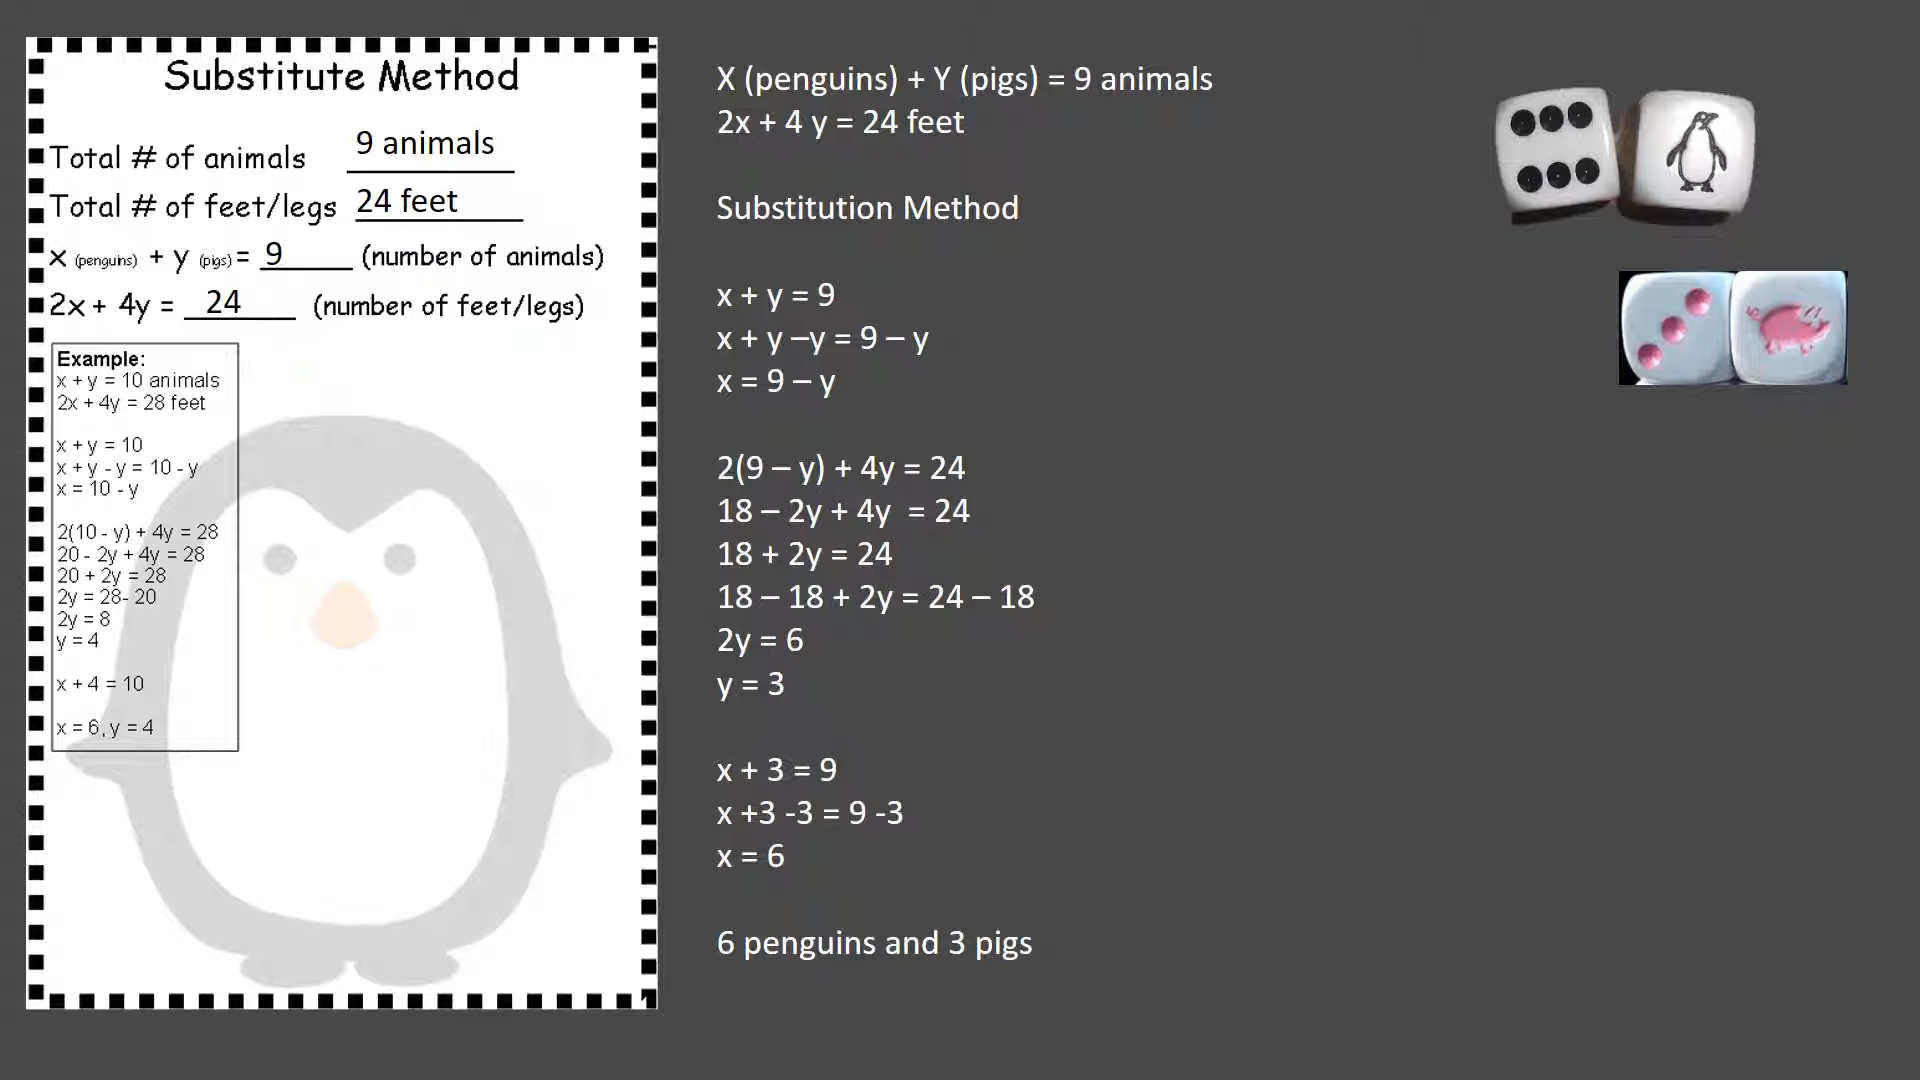 Substitute Method
Total # of animals 9 animals
Total # of feet/legs 24 feet
x (penguins) + y (pigs) = 9 (number of animals)
2x + 4y = 24 (number of feet/legs)
Example:
x + y = 10 animals
2x + 4y = 28 feet
x + y = 10
x + y - y = 10 - y
x = 10 - y
2(10 - y) + 4y = 28
20 - 2y + 4y = 28
20 + 2y = 28
2y = 28- 20
2y = 8
y = 4
x + 4 = 10
x = 6, y = 4
X (penguins) + Y (pigs) = 9 animals
2x + 4 y = 24 feet
Substitution Method
x + y = 9
x + y –y = 9 – y
x = 9 – y
2(9 – y) + 4y = 24
18 – 2y + 4y  = 24
18 + 2y = 24
18 – 18 + 2y = 24 – 18
2y = 6
y = 3
x + 3 = 9
x +3 -3 = 9 -3
x = 6
6 penguins and 3 pigs